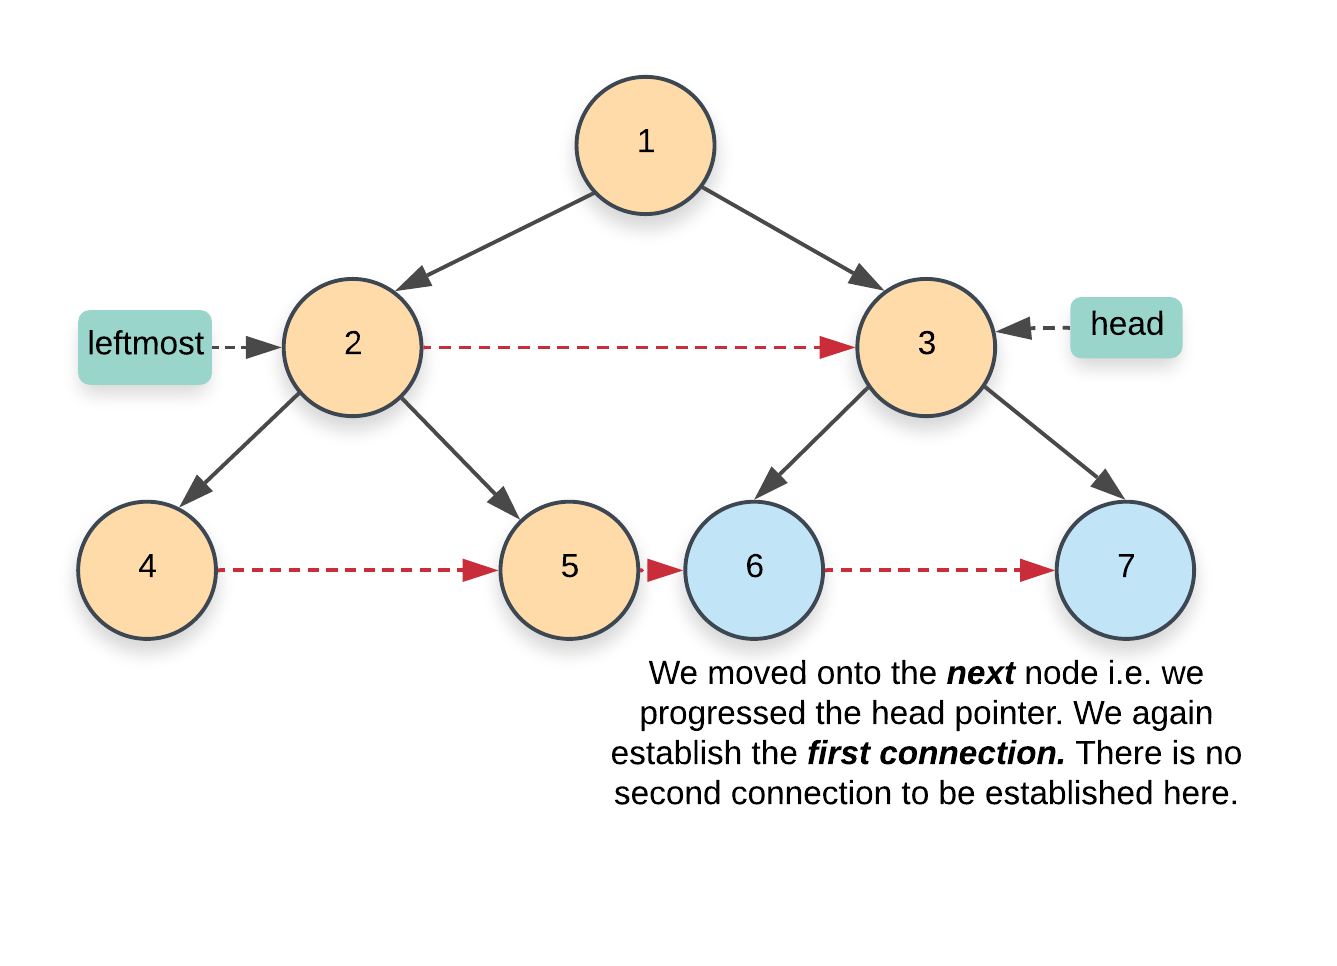 1
leftmost
2
3
head
4
5
6
7
We moved onto the next node i.e. we
progressed the head pointer. We again
establish the first connection. There is no
second connection to be established here.